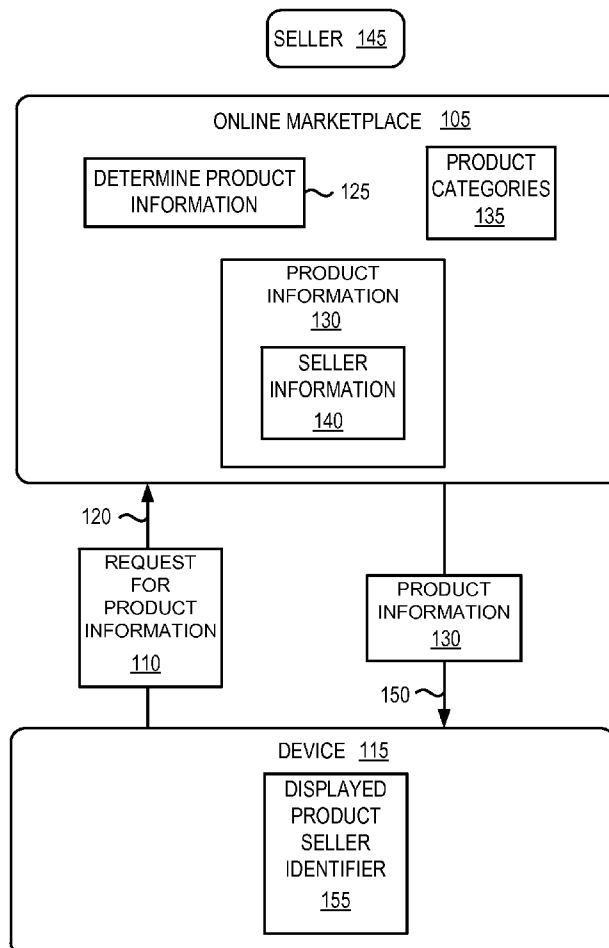 SELLER 145
ONLINE MARKETPLACE 105
DETERMINE PRODUCT
INFORMATION
125
PRODUCT
CATEGORIES
135
PRODUCT
INFORMATION
130
SELLER
INFORMATION
140
120
REQUEST
FOR
PRODUCT
INFORMATION
110
PRODUCT
INFORMATION
130
150
DEVICE 115
DISPLAYED
PRODUCT
SELLER
IDENTIFIER
155